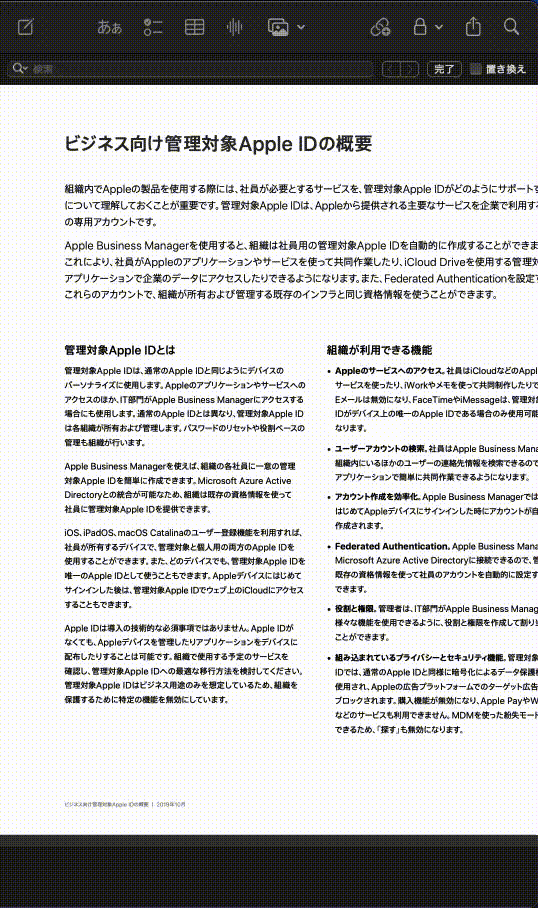 あぁ
検索
完了
置き換え
ビジネス向け管理対象Apple IDの概要
組織内でAppleの製品を使用する際には、社員が必要とするサービスを、管理対象Apple IDがどのようにサポートす
について理解しておくことが重要です。管理対象Apple IDは、Appleから提供される主要なサービスを企業で利用する
の専用アカウントです。
Apple Business Managerを使用すると、組織は社員用の管理対象Apple IDを自動的に作成することができま
これにより、社員がAppleのアプリケーションやサービスを使って共同作業したり、iCloud Driveを使用する管理対
アプリケーションで企業のデータにアクセスしたりできるようになります。また、Federated Authenticationを設定す
これらのアカウントで、組織が所有および管理する既存のインフラと同じ資格情報を使うことができます。
管理対象Apple IDとは
管理対象Apple IDは、通常のApple IDと同じようにデバイスの
パーソナライズに使用します。Appleのアプリケーションやサービスへの
アクセスのほか、IT部門がApple Business Managerにアクセスする
場合にも使用します。通常のApple IDとは異なり、管理対象Apple ID
は各組織が所有および管理します。パスワードのリセットや役割ベースの
管理も組織が行います。
Apple Business Managerを使えば、組織の各社員に一意の管理
対象Apple IDを簡単に作成できます。Microsoft Azure Active
Directoryとの統合が可能なため、組織は既存の資格情報を使って
社員に管理対象Apple IDを提供できます。
iOS、iPadOS、macOS Catalinaのユーザー登録機能を利用すれば、
社員が所有するデバイスで、管理対象と個人用の両方のApple IDを
使用することができます。また、どのデバイスでも、管理対象Apple IDを
唯一のApple IDとして使うこともできます。Appleデバイスにはじめて
サインインした後は、管理対象Apple IDでウェブ上のiCloudにアクセス
することもできます。
Apple IDは導入の技術的な必須事項ではありません。Apple IDが
なくても、Appleデバイスを管理したりアプリケーションをデバイスに
配布したりすることは可能です。組織で使用する予定のサービスを
確認し、管理対象Apple IDへの最適な移行方法を検討してください。
管理対象Apple IDはビジネス用途のみを想定しているため、組織を
保護するために特定の機能を無効にしています。
組織が利用できる機能
• Appleのサービスへのアクセス。社員はiCloudなどのAppl
サービスを使ったり、iWorkやメモを使って共同制作したりで
Eメールは無効になり、FaceTimeやiMessageは、管理対象
IDがデバイス上の唯一のApple IDである場合のみ使用可能
なります。
• ユーザーアカウントの検索。社員はApple Business Mana
組織内にいるほかのユーザーの連絡先情報を検索できるので
アプリケーションで簡単に共同作業できるようになります。
• アカウント作成を効率化。Apple Business Managerでは
はじめてAppleデバイスにサインインした時にアカウントが自
作成されます。
• Federated Authentication。Apple Business Mana
Microsoft Azure Active Directoryに接続できるので、管
既存の資格情報を使って社員のアカウントを自動的に設定す
できます。
• 役割と権限。管理者は、IT部門がApple Business Manag
様々な機能を使用できるように、役割と権限を作成して割り当
ことができます。
• 組み込まれているプライバシーとセキュリティ機能。管理対象
IDでは、通常のApple IDと同様に暗号化によるデータ保護機
使用され、Appleの広告プラットフォームでのターゲット広告
ブロックされます。購入機能が無効になり、Apple PayやW
などのサービスも利用できません。MDMを使った紛失モード
できるため、「探す」も無効になります。
ビジネス向け管理対象Apple IDの概要 | 2019年10月